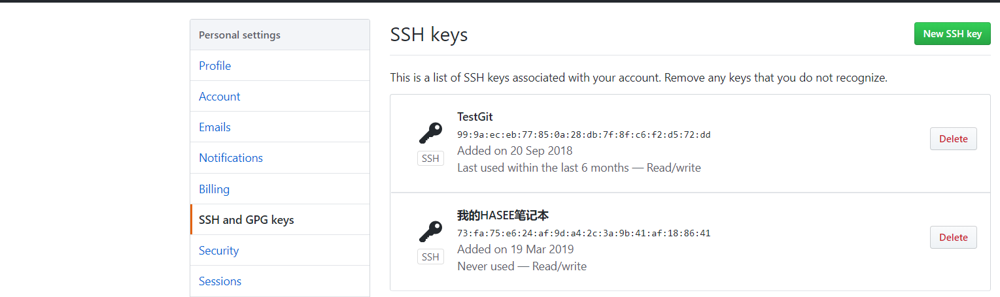 Personal settings
Profile
Account
Emails
Notifications
Billing
SSH and GPG keys
Security
Sessions
SSH keys
New SSH key
This is a list of SSH keys associated with your account. Remove any keys that you do not recognize.
TestGit
99:9a:ec:eb:77:85:0a:28:db:7f:8f:c6:f2:d5:72:dd
Added on 20 Sep 2018
Last used within the last 6 months — Read/write
SSH
Delete
我的HASEE笔记本
73:fa:75:e6:24:af:9d:a4:2c:3a:9b:41:af:18:86:41
Added on 19 Mar 2019
Never used — Read/write
SSH
Delete